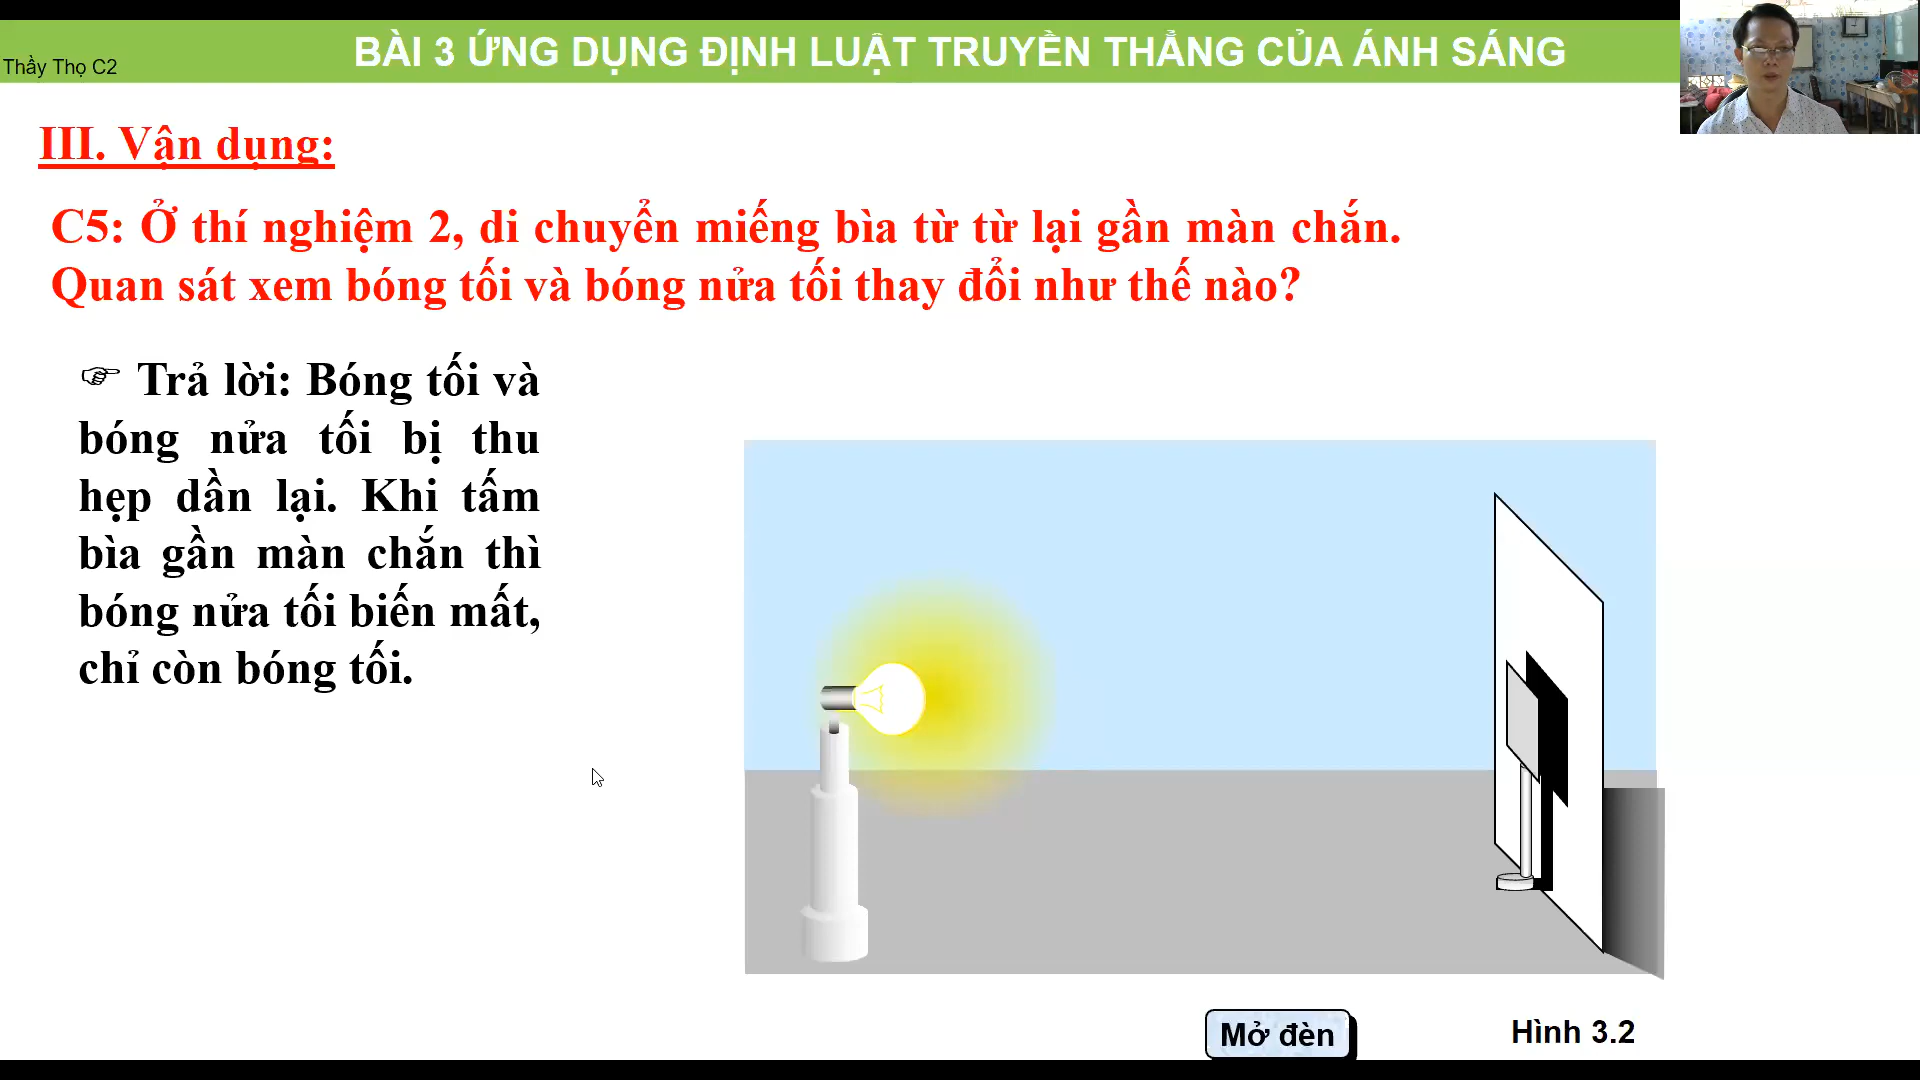 BÀI 3 ỨNG DỤNG ĐỊNH LUẬT TRUYỀN THẲNG CỦA ÁNH SÁNG
Thầy Thọ C2
III. Vận dụng:
C5: Ở thí nghiệm 2, di chuyển miếng bìa từ từ lại gần màn chắn.
Quan sát xem bóng tối và bóng nửa tối thay đổi như thế nào?
☞ Trả lời: Bóng tối và
bóng nửa tối bị thu
hẹp dần lại. Khi tấm
bìa gần màn chắn thì
bóng nửa tối biến mất,
chỉ còn bóng tối.
Mở đèn
Hình 3.2